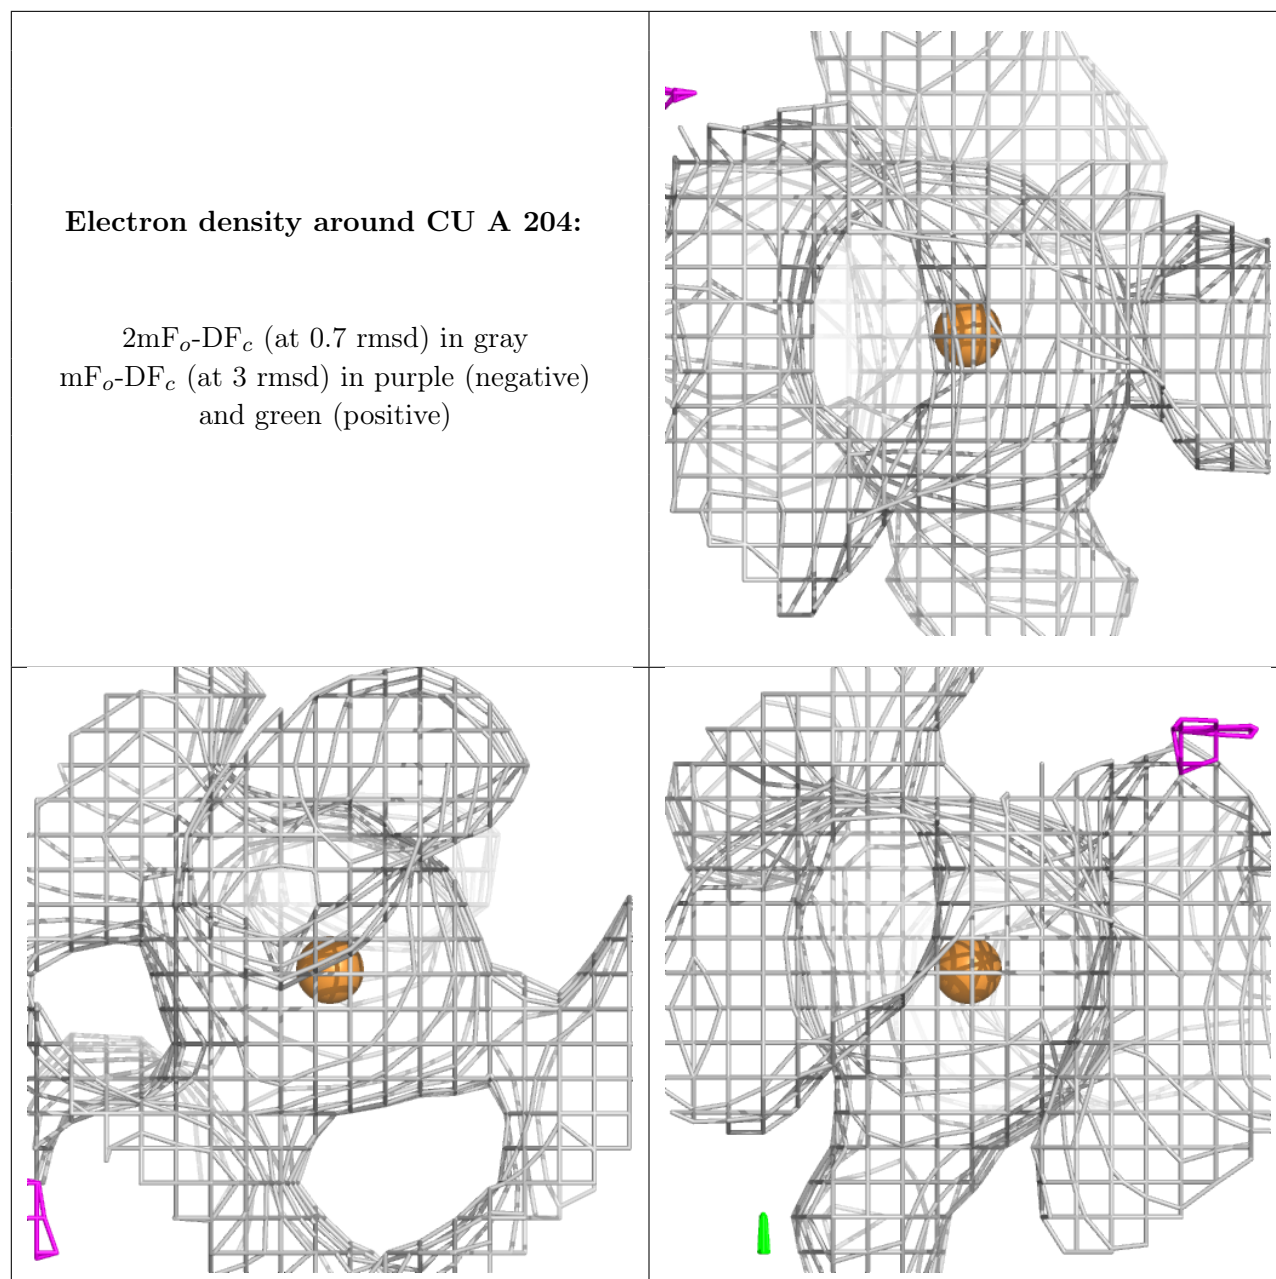 Electron density around CU A 204:
2mFo-DFc (at 0.7 rmsd) in gray
mFo-DFc (at 3 rmsd) in purple (negative)
and green (positive)